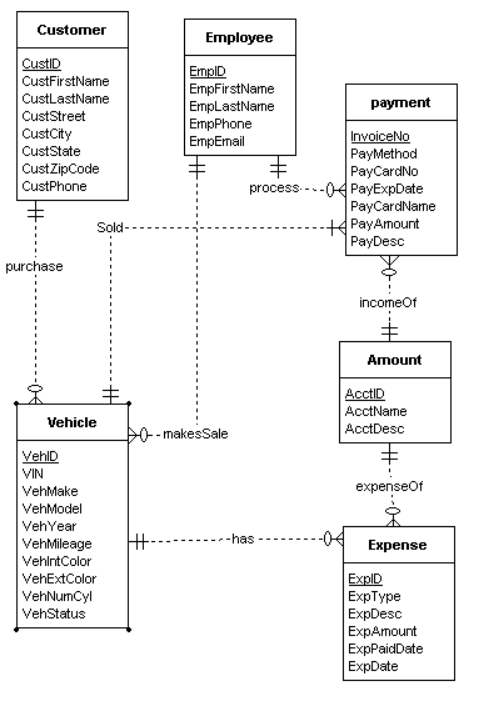 Customer
CustID
CustFirstName
CustLastName
CustStreet
CustCity
CustState
CustZipCode
CustPhone
Employee
EmpID
EmpFirstName
EmpLastName
EmpPhone
EmpEmail
payment
InvoiceNo
PayMethod
PayCardNo
PayExpDate
PayCardName
PayAmount
PayDesc
process
Sold
purchase
incomeOf
Amount
AcctID
AcctName
AcctDesc
Vehicle
VehID
VIN
VehMake
VehModel
VehYear
VehMileage
VehIntColor
VehExtColor
VehNumCyl
VehStatus
makesSale
expenseOf
has
Expense
ExpID
ExpType
ExpDesc
ExpAmount
ExpPaidDate
ExpDate